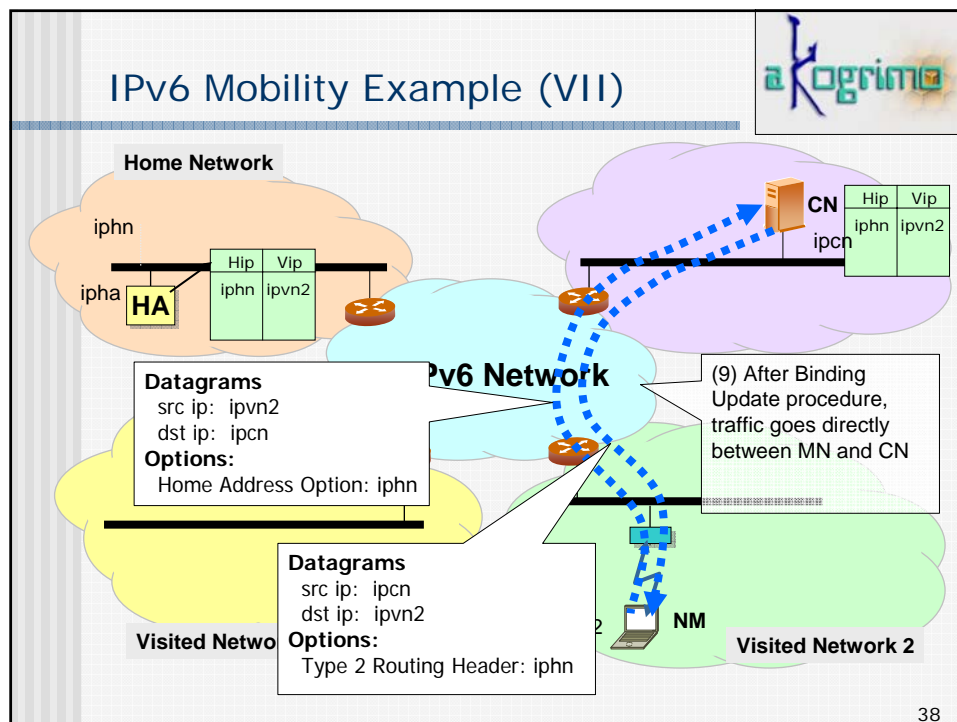 IPv6 Mobility Example (VII)
akogrimo
Home Network
iphn
ipha
HA
Hip Vip
iphn ipvn2
CN
ipcn
Hip Vip
iphn ipvn2
Pv6 Network
Datagrams
src ip: ipvn2
dst ip: ipcn
Options:
Home Address Option: iphn
(9) After Binding
Update procedure,
traffic goes directly
between MN and CN
Datagrams
src ip: ipcn
dst ip: ipvn2
Options:
Type 2 Routing Header: iphn
Visited Netwo
2
NM
Visited Network 2
38